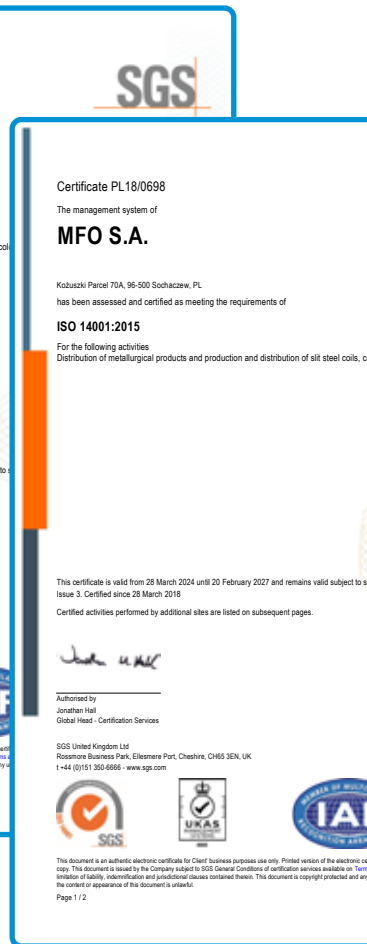 SGS
Certificate PL18/0698
The management system of
MFO S.A.
Kożuszki Parcel 70A, 96-500 Sochaczew, PL
has been assessed and certified as meeting the requirements of
ISO 14001:2015
For the following activities
Distribution of metallurgical products and production and distribution of slit steel coils, c
This certificate is valid from 28 March 2024 until 20 February 2027 and remains valid subject to s
Issue 3. Certified since 28 March 2018
Certified activities performed by additional sites are listed on subsequent pages.
Authorised by
Jonathan Hall
Global Head - Certification Services
SGS United Kingdom Ltd
Rossmore Business Park, Ellesmere Port, Cheshire, CH65 3EN, UK
t +44 (0)151 350-6666 - www.sgs.com
SGS
UKAS
MANAGEMENT
SYSTEMS
MEMBER OF MULTIL
IA
RECOGNITION ARRAN
This document is an authentic electronic certificate for Client' business purposes use only. Printed version of the electronic ce
copy. This document is issued by the Company subject to SGS General Conditions of certification services available on Term
limitation of liability, indemnification and jurisdictional clauses contained therein. This document is copyright protected and any
the content or appearance of this document is unlawful.
Page 1 / 2